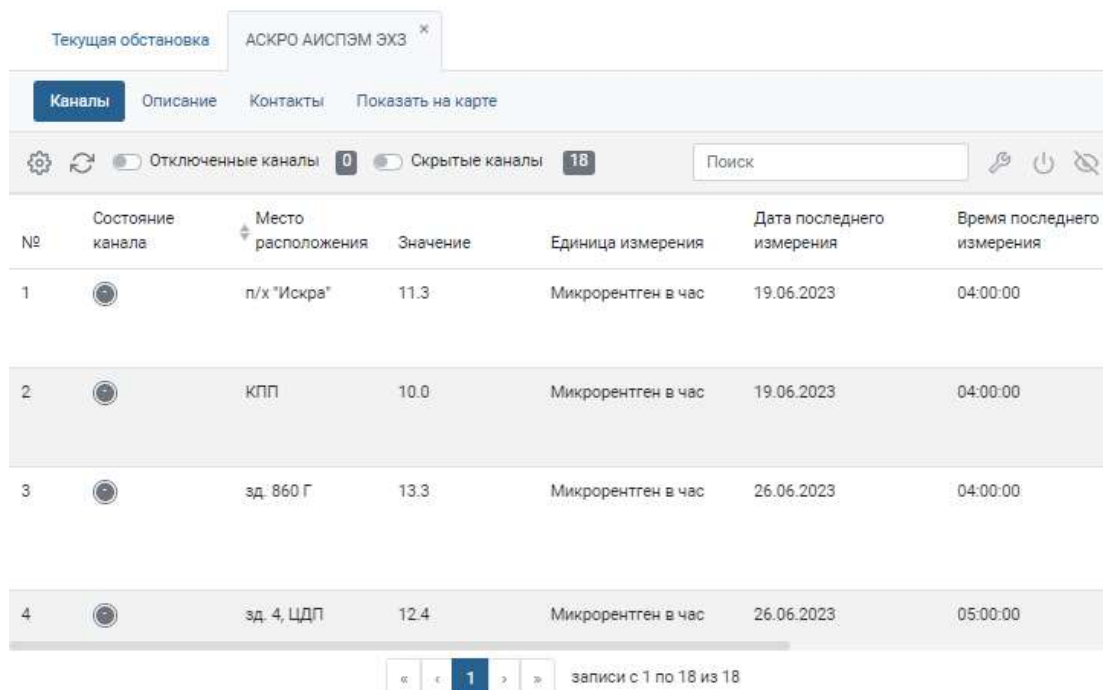 Текущая обстановка АСКРО АИСПЭМ ЭХЗ ×
Каналы Описание Контакты Показать на карте
Отключенные каналы 0 Скрытые каналы 18 Поиск
№ Состояние канала Место расположения Значение Единица измерения Дата последнего измерения Время последнего измерения
1 п/х "Искра" 11.3 Микрорентген в час 19.06.2023 04:00:00
2 КПП 10.0 Микрорентген в час 19.06.2023 04:00:00
3 зд. 860 Г 13.3 Микрорентген в час 26.06.2023 04:00:00
4 зд. 4, ЦДП 12.4 Микрорентген в час 26.06.2023 05:00:00
« ‹ 1 › » записи с 1 по 18 из 18